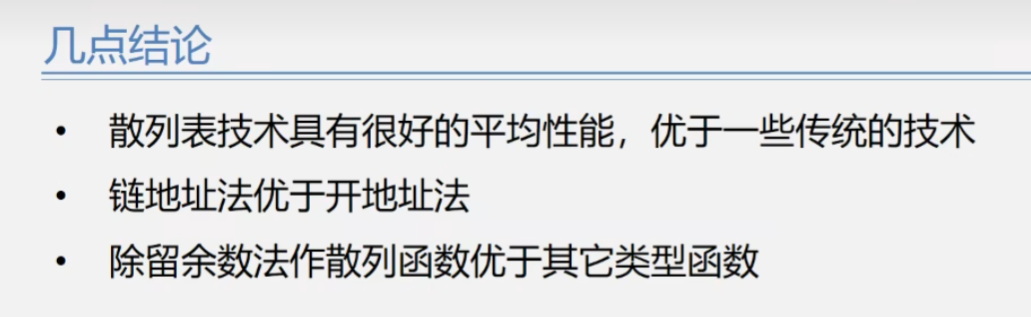 几点结论
• 散列表技术具有很好的平均性能，优于一些传统的技术
• 链地址法优于开地址法
• 除留余数法作散列函数优于其它类型函数